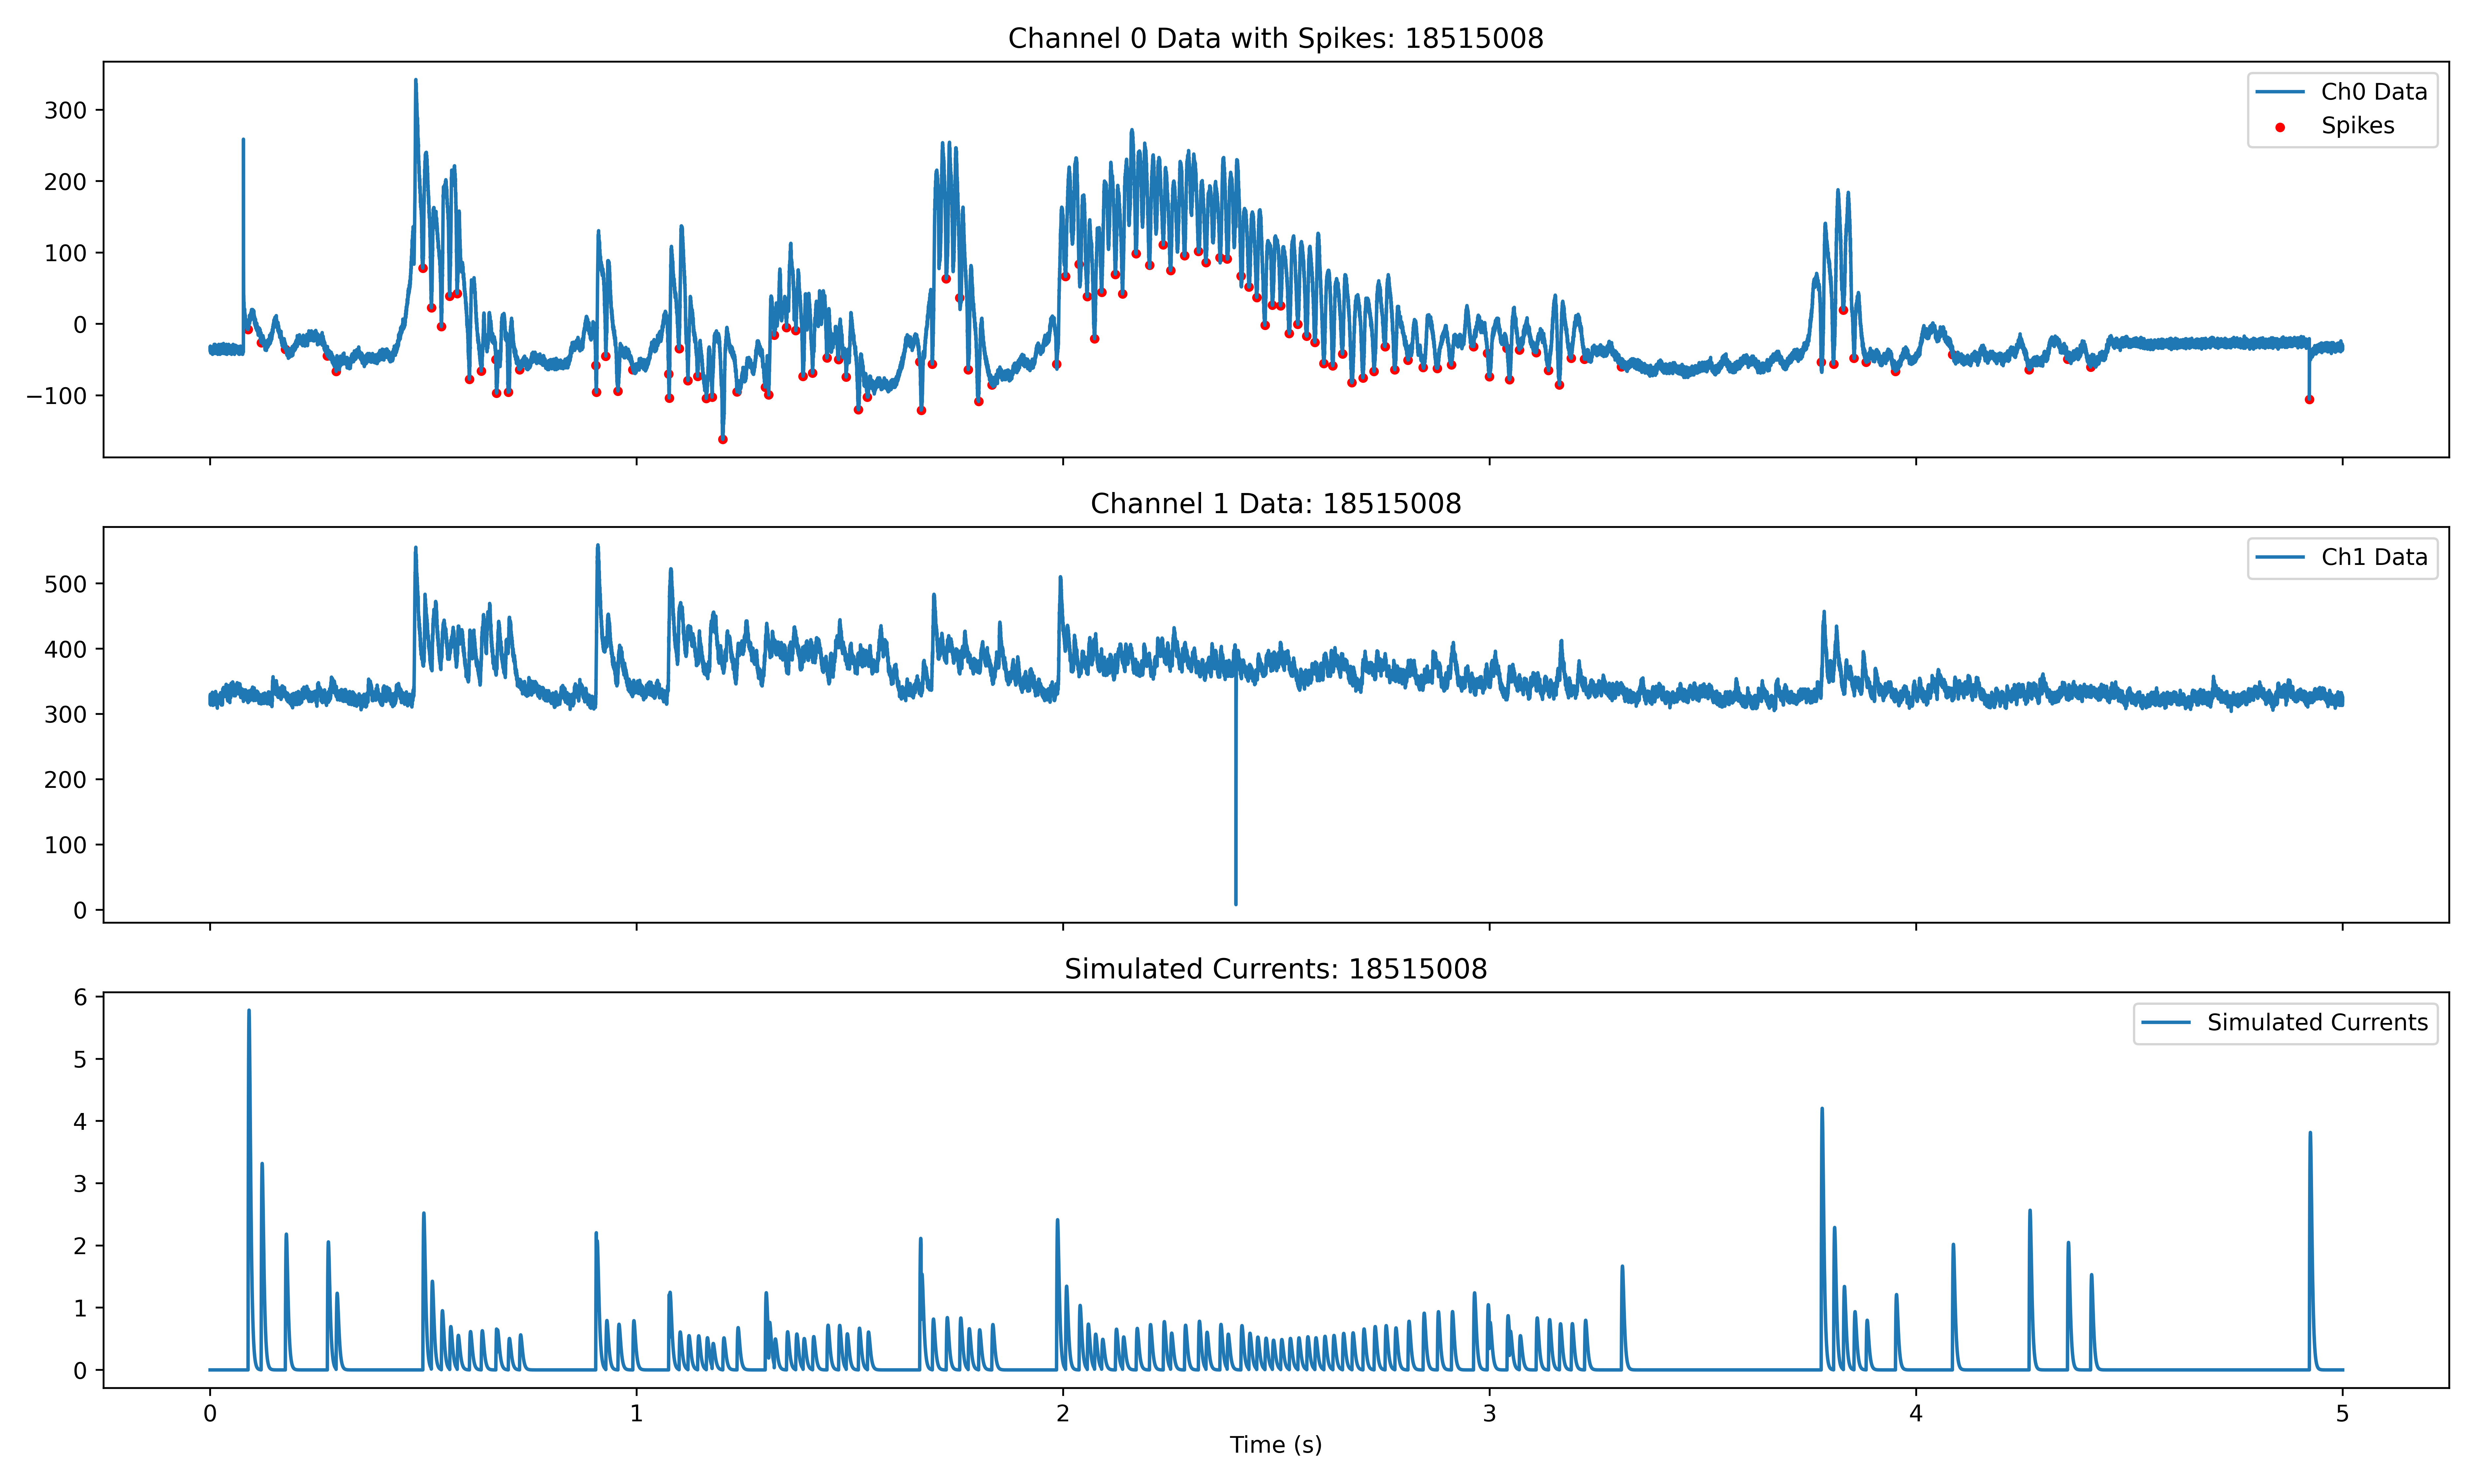 Channel 0 Data with Spikes: 18515008
300
200
100
0
−100
Ch0 Data
Spikes
Channel 1 Data: 18515008
500
400
300
200
100
0
Ch1 Data
Simulated Currents: 18515008
6
5
4
3
2
1
0
Simulated Currents
0 1 2 3 4 5
Time (s)